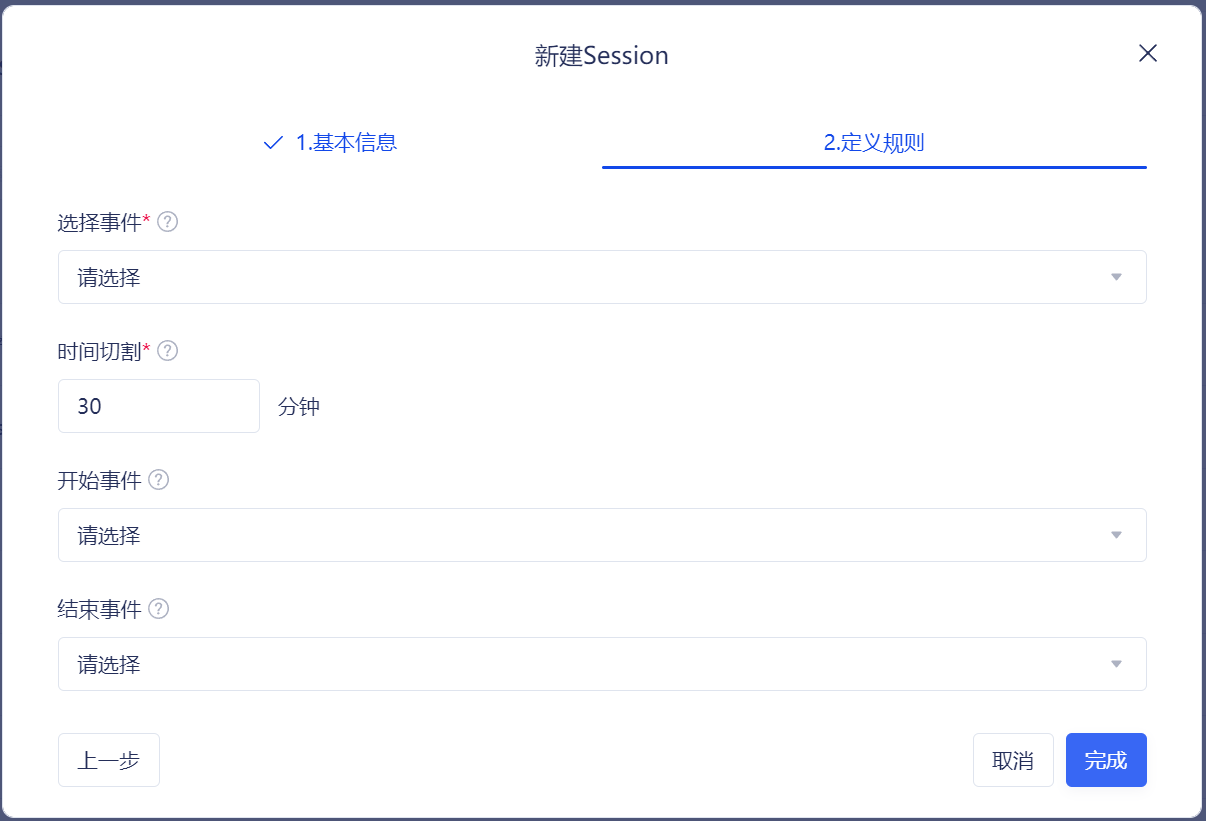 新建Session
1.基本信息
2.定义规则
选择事件*
请选择
时间切割*
30 分钟
开始事件
请选择
结束事件
请选择
上一步
取消
完成